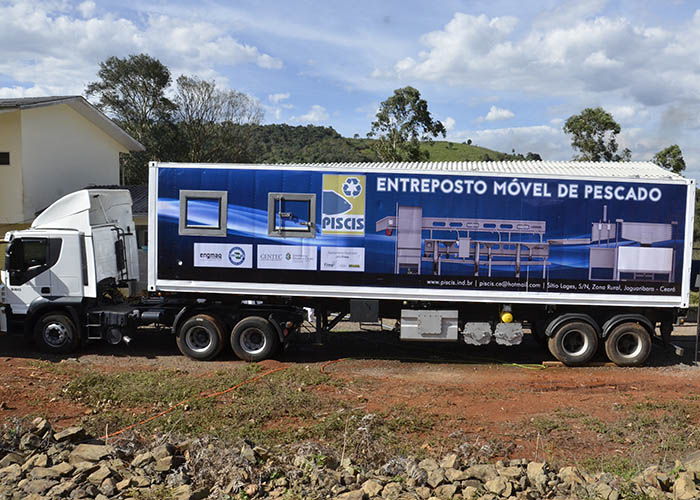 ENTREPOSTO MÓVEL DE PESCADO
PISCIS
engmaq
CENTEC
Finep
www.piscis.ind.br | piscis.ce@hotmail.com | Sítio Lages, S/N, Zona Rural, Jaguaribara - Ceará